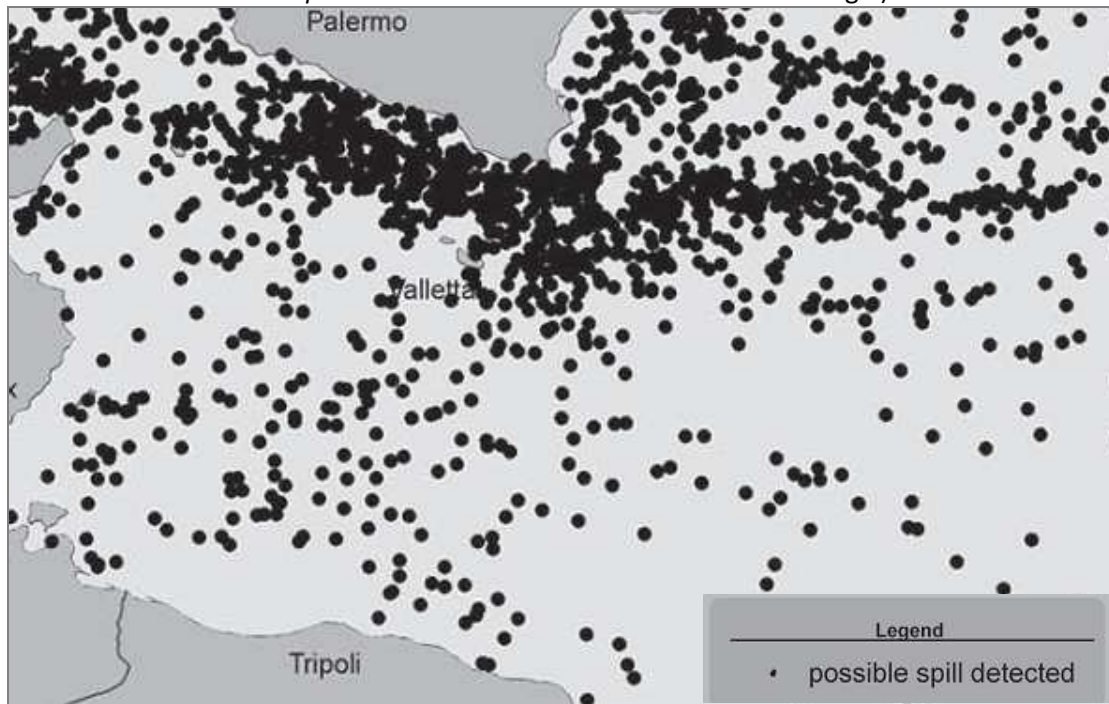 Palermo
Valletta
Tripoli
Legend
possible spill detected